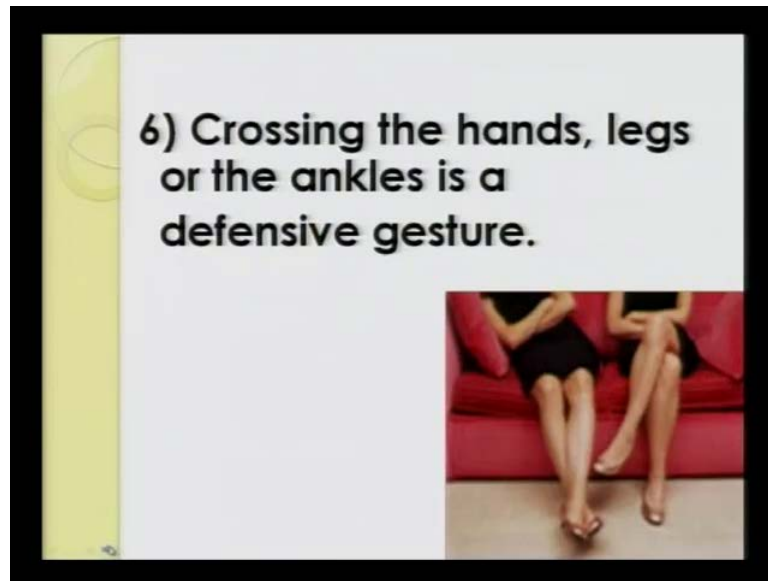 6) Crossing the hands, legs
or the ankles is a
defensive gesture.